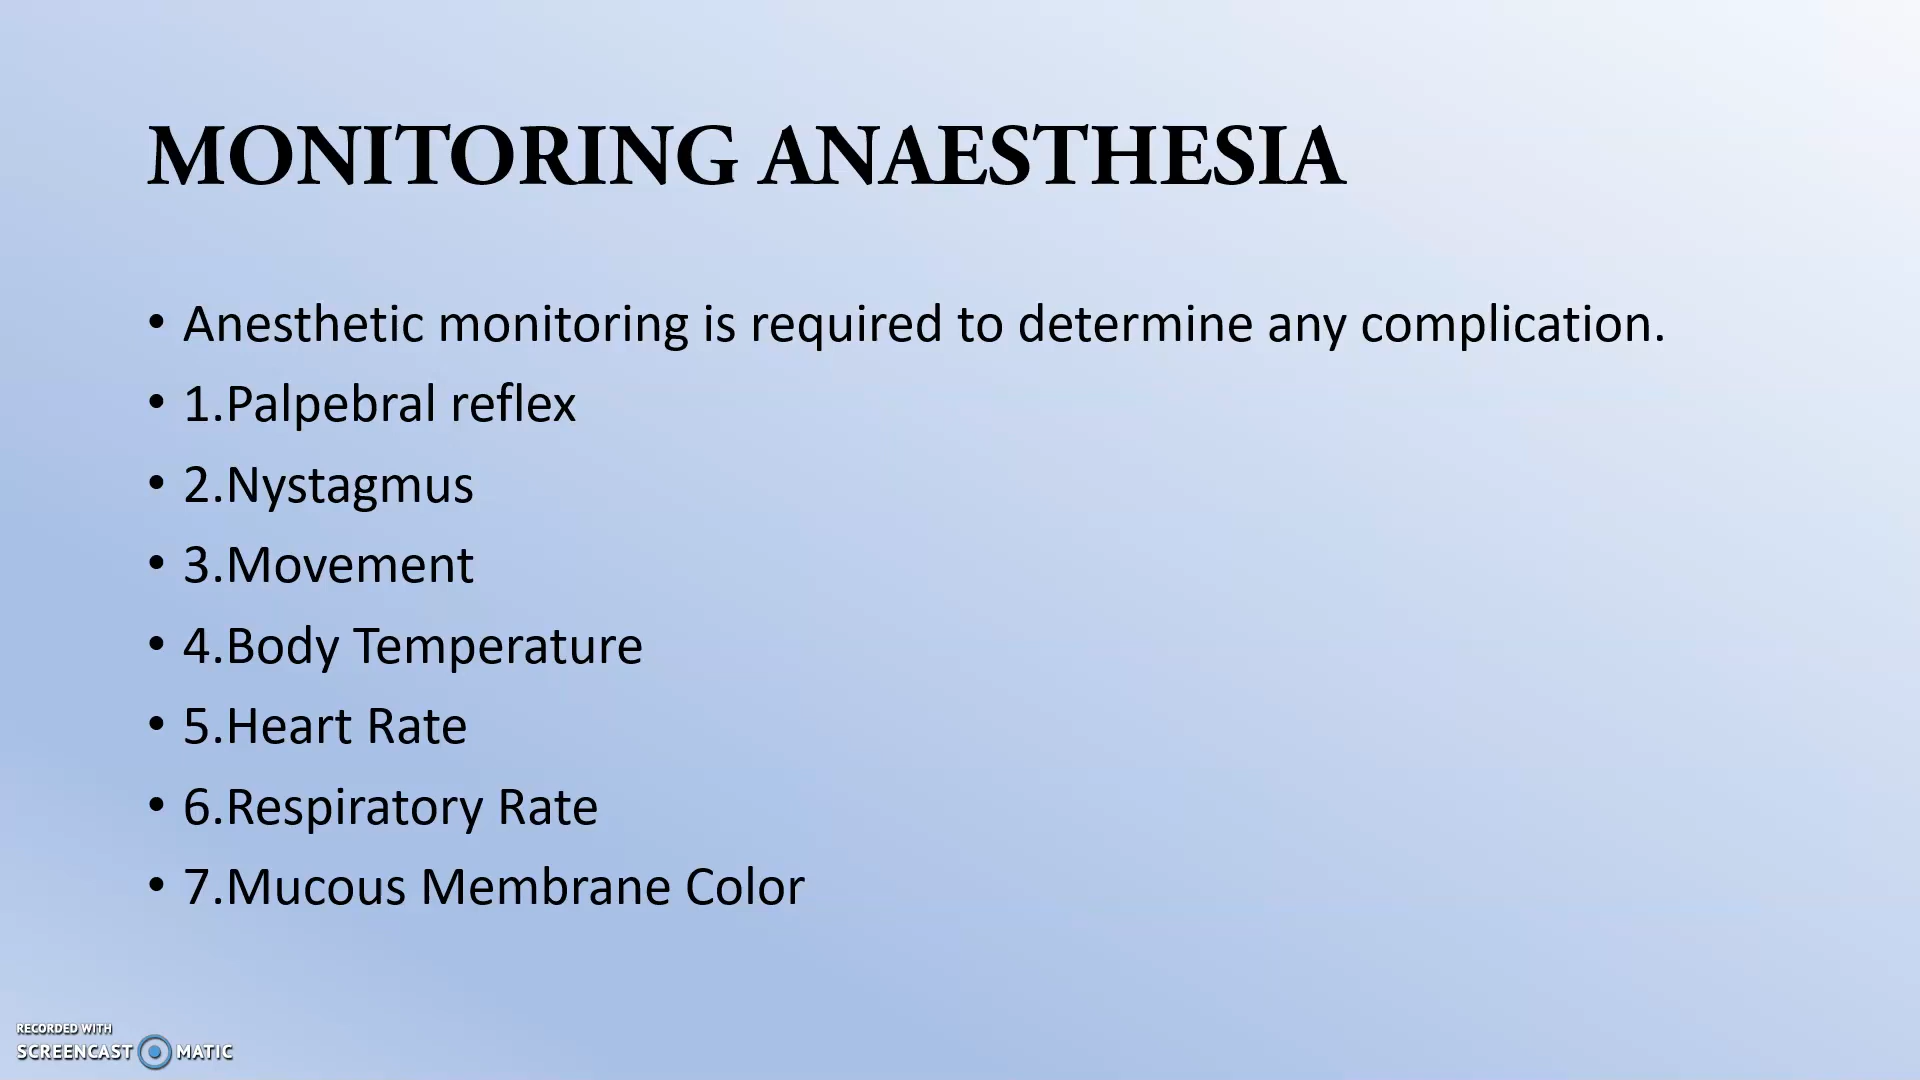 MONITORING ANAESTHESIA
• Anesthetic monitoring is required to determine any complication.
• 1.Palpebral reflex
• 2.Nystagmus
• 3.Movement
• 4.Body Temperature
• 5.Heart Rate
• 6.Respiratory Rate
• 7.Mucous Membrane Color
RECORDED WITH
SCREENCAST MATIC